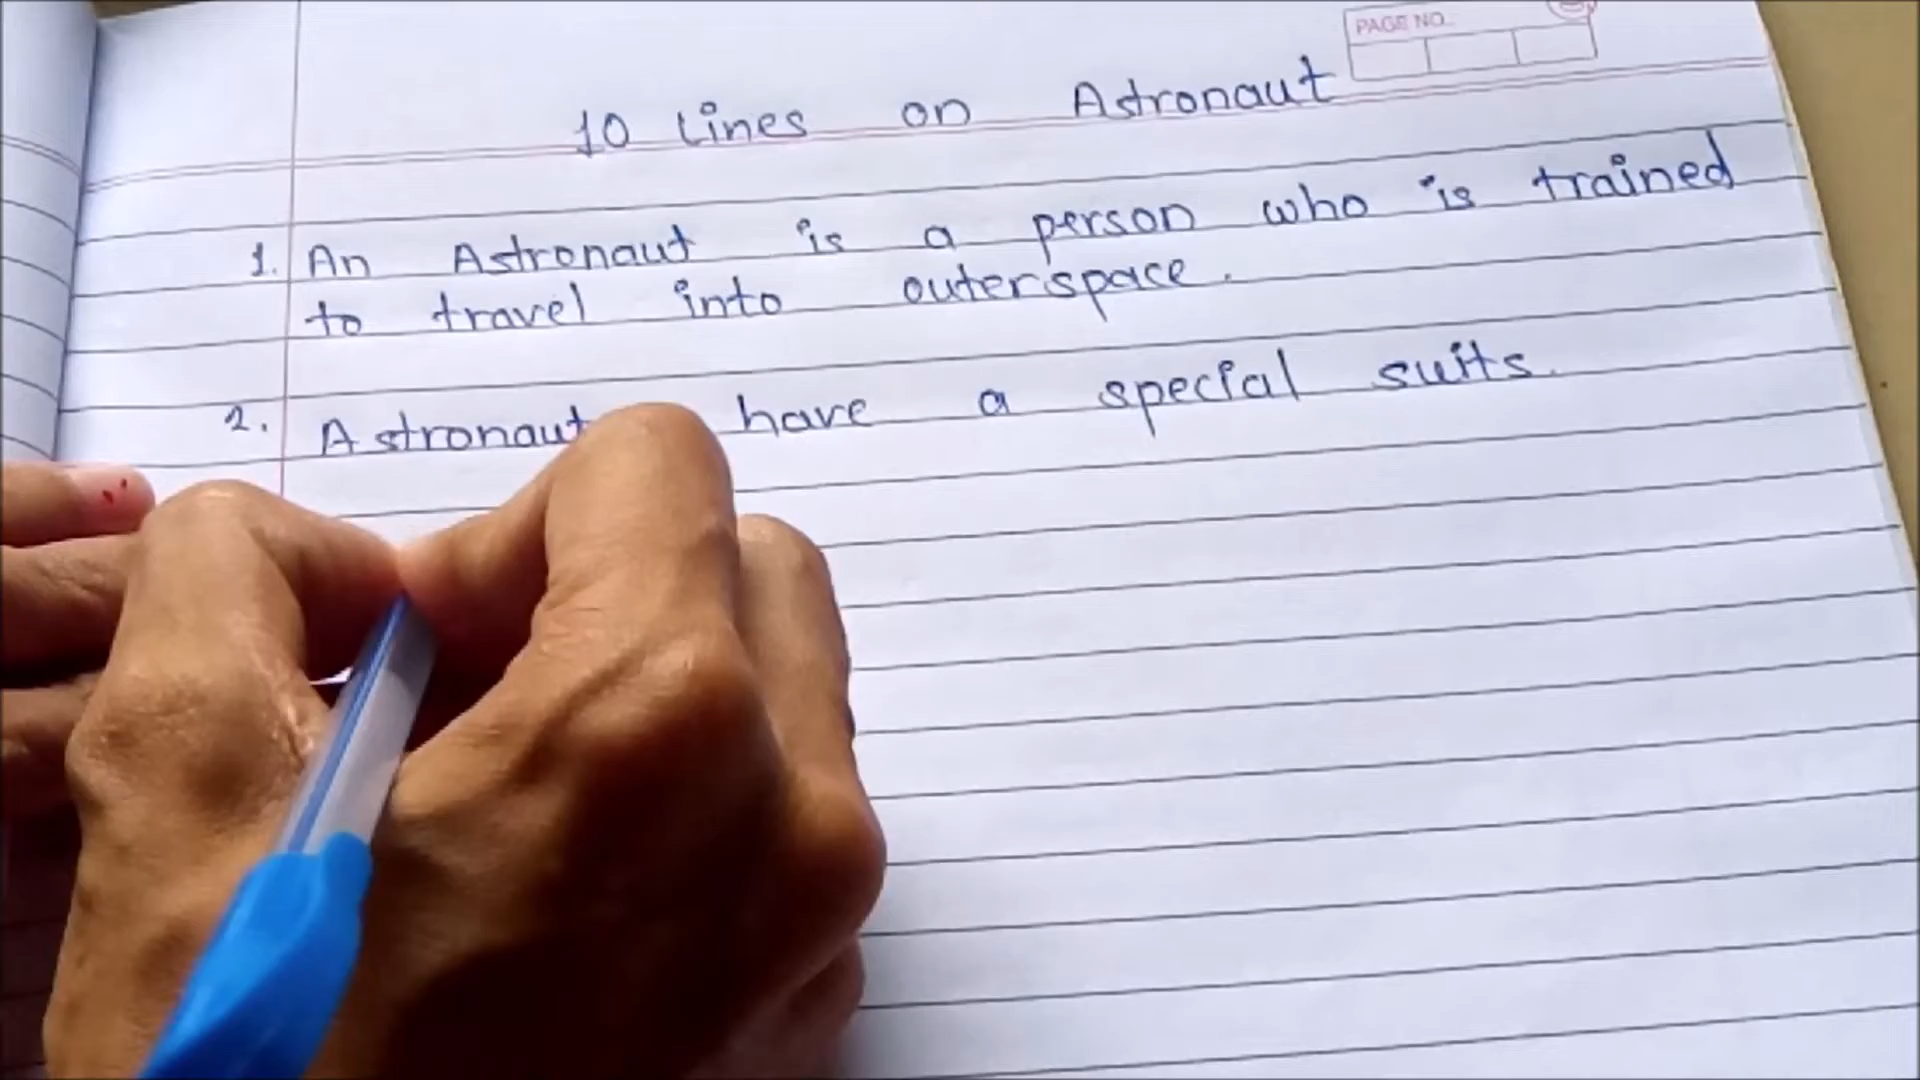 PAGE NO.
10 Lines on Astronaut
1. An Astronaut is a person who is trained
to travel into outerspace.
2. Astronaut have a special suits.